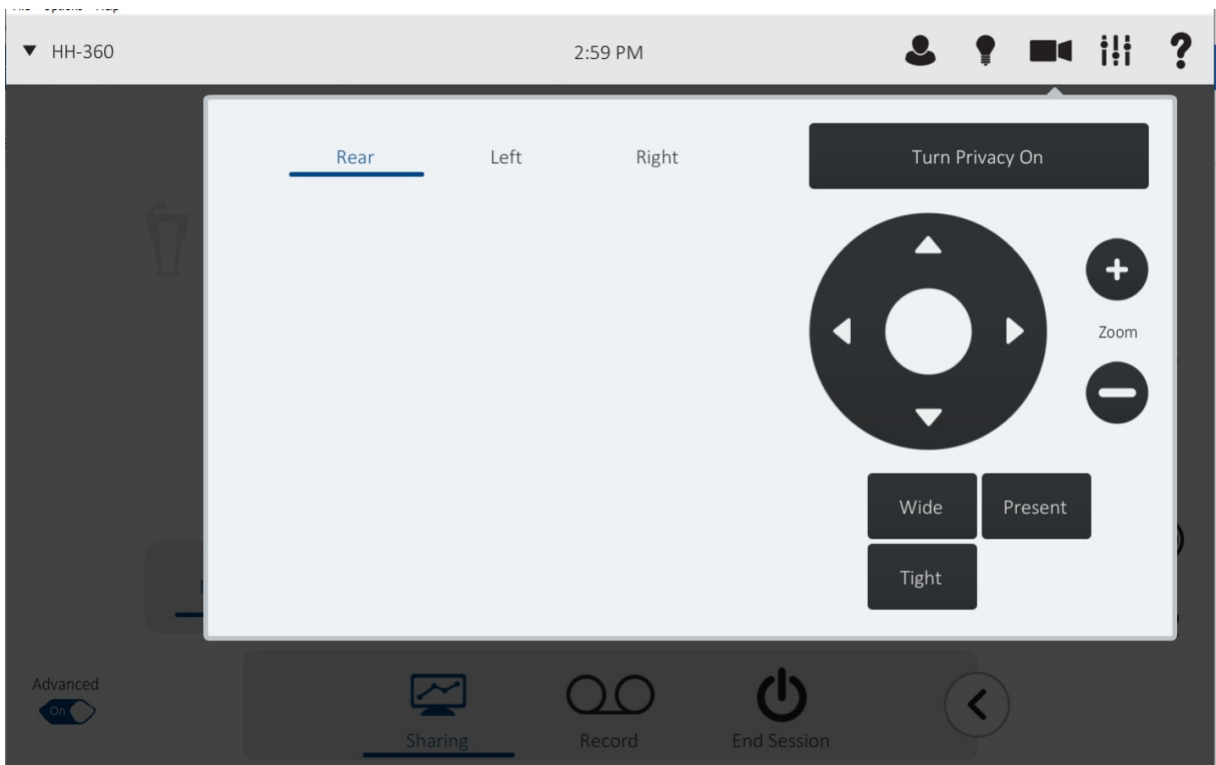 HH-360
2:59 PM
Rear
Left
Right
Turn Privacy On
Zoom
Wide
Present
Tight
Advanced
On
Sharing
Record
End Session